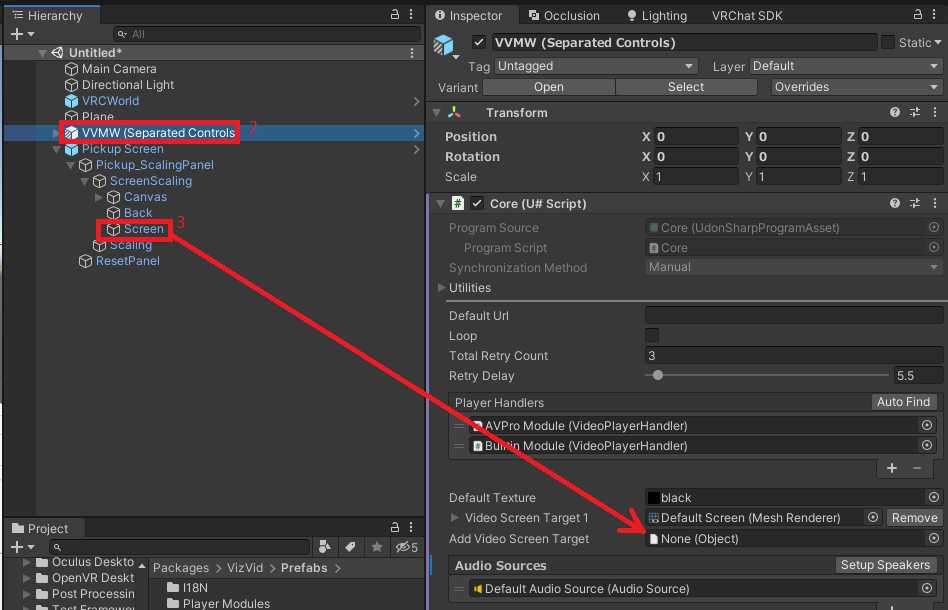 Hierarchy
All
Untitled*
Main Camera
Directional Light
VRCWorld
Plane
VVMW (Separated Controls
2
Pickup Screen
Pickup_ScalingPanel
ScreenScaling
Canvas
Back
Screen
3
Scaling
ResetPanel
Project
5
Oculus Deskto
OpenVR Deskt
Post Processin
Test Framewor
Packages > VizVid > Prefabs >
I18N
Player Modules
Inspector Occlusion Lighting VRChat SDK
VVMW (Separated Controls) Static
Tag Untagged Layer Default
Variant Open Select Overrides
Transform
Position X 0 Y 0 Z 0
Rotation X 0 Y 0 Z 0
Scale X 1 Y 1 Z 1
# Core (U# Script)
Program Source Core (UdonSharpProgramAsset)
Program Script Core
Synchronization Method Manual
Utilities
Default Url
Loop
Total Retry Count 3
Retry Delay 5.5
Player Handlers Auto Find
AVPro Module (VideoPlayerHandler)
Builtin Module (VideoPlayerHandler)
+ −
Default Texture black
Video Screen Target 1 Default Screen (Mesh Renderer) Remove
Add Video Screen Target None (Object)
Audio Sources Setup Speakers
Default Audio Source (Audio Source)